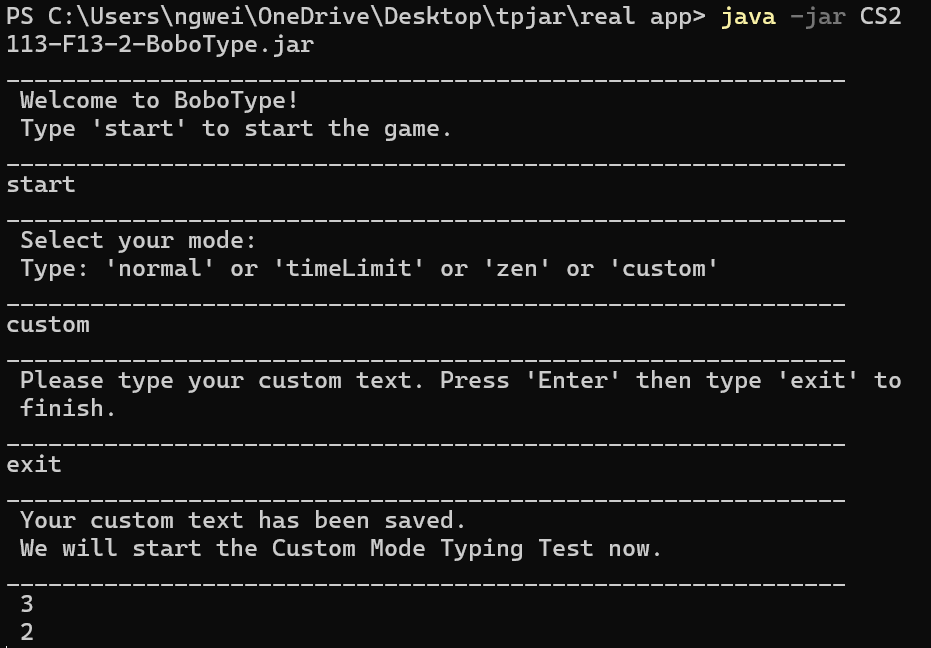 PS C:\Users\ngwei\OneDrive\Desktop\tpjar\real app> java -jar CS2
113-F13-2-BoboType.jar
____________________________________________________________
 Welcome to BoboType!
 Type 'start' to start the game.
____________________________________________________________
start
____________________________________________________________
 Select your mode:
 Type: 'normal' or 'timeLimit' or 'zen' or 'custom'
____________________________________________________________
custom
____________________________________________________________
 Please type your custom text. Press 'Enter' then type 'exit' to
 finish.
____________________________________________________________
exit
____________________________________________________________
 Your custom text has been saved.
 We will start the Custom Mode Typing Test now.
____________________________________________________________
 3
 2